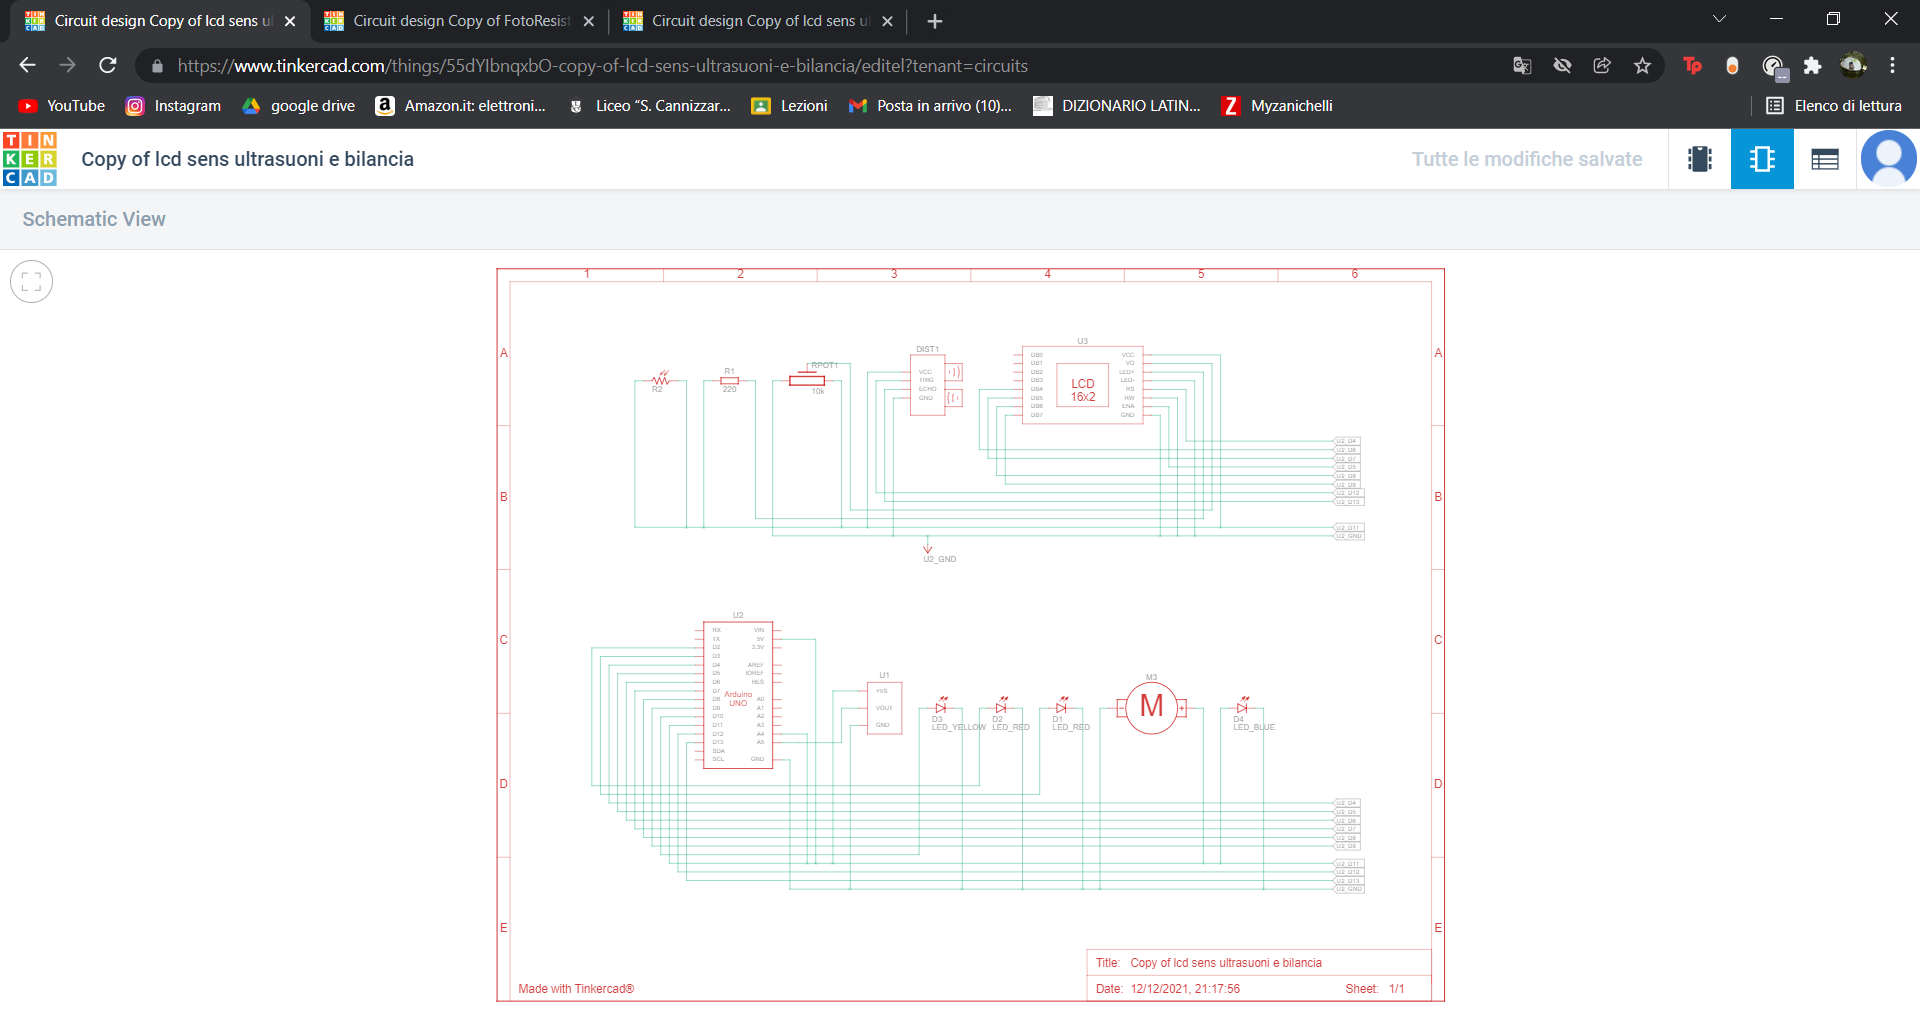 Circuit design Copy of lcd sens ul
Circuit design Copy of FotoResist
Circuit design Copy of lcd sens ul
https://www.tinkercad.com/things/55dYIbnqxbO-copy-of-lcd-sens-ultrasuoni-e-bilancia/editel?tenant=circuits
Tp
YouTube
Instagram
google drive
Amazon.it: elettroni...
Liceo “S. Cannizzar...
Lezioni
Posta in arrivo (10)...
DIZIONARIO LATIN...
Myzanichelli
Elenco di lettura
TIN
KER
CAD
Copy of lcd sens ultrasuoni e bilancia
Tutte le modifiche salvate
Schematic View
1 2 3 4 5 6
A A
B B
C C
D D
E E
R2
R1
220
RPOT1
10k
DIST1
VCC
TRIG
ECHO
GND
U3
DB0
DB1
DB2
DB3
DB4
DB5
DB6
DB7
LCD
16x2
VCC
VO
LED+
LED-
RS
RW
ENA
GND
U2_D4
U2_D6
U2_D7
U2_D5
U2_D8
U2_D9
U2_D12
U2_D13
U2_D11
U2_GND
U2_GND
U2
RX
TX
D2
D3
D4
D5
D6
D7
D8
D9
D10
D11
D12
D13
SDA
SCL
Arduino
UNO
VIN
5V
3.3V
AREF
IOREF
RES
A0
A1
A2
A3
A4
A5
GND
U1
+VS
VOUT
GND
D3
LED_YELLOW
D2
LED_RED
D1
LED_RED
M3
M
- +
D4
LED_BLUE
U2_D4
U2_D5
U2_D6
U2_D7
U2_D8
U2_D9
U2_D11
U2_D12
U2_D13
U2_GND
Title: Copy of lcd sens ultrasuoni e bilancia
Made with Tinkercad®
Date: 12/12/2021, 21:17:56
Sheet: 1/1